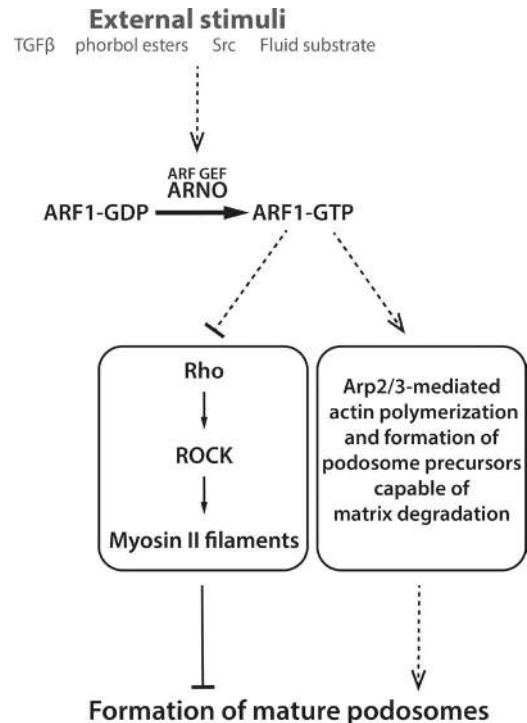 External stimuli
TGFβ phorbol esters Src Fluid substrate
ARF GEF
ARNO
ARF1-GDP ARF1-GTP
Rho
ROCK
Myosin II filaments
Arp2/3-mediated
actin polymerization
and formation of
podosome precursors
capable of
matrix degradation
Formation of mature podosomes